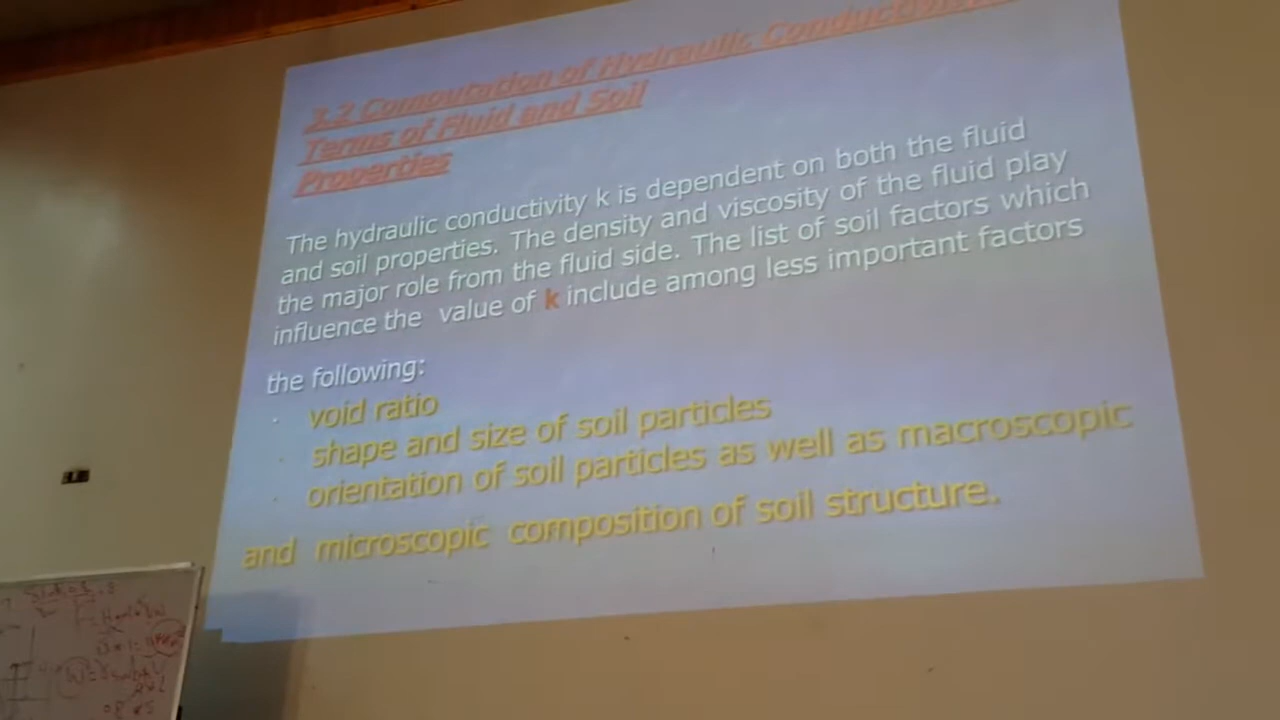 3.2 Computation of Hydraulic Conductivity
Terms of Fluid and Soil
Properties
The hydraulic conductivity k is dependent on both the fluid
and soil properties. The density and viscosity of the fluid play
the major role from the fluid side. The list of soil factors which
influence the value of k include among less important factors
the following:
. void ratio
. shape and size of soil particles
. orientation of soil particles as well as macroscopic
and microscopic composition of soil structure.